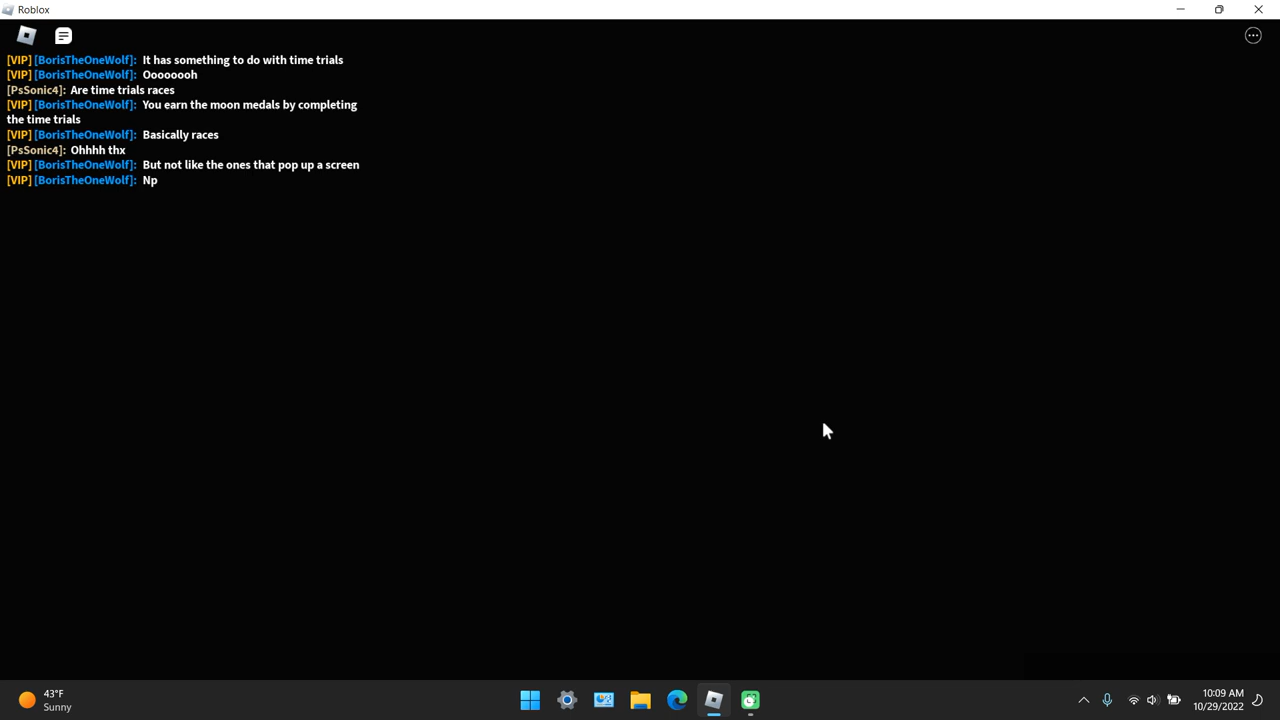 Roblox
[VIP] [BorisTheOneWolf]: It has something to do with time trials
[VIP] [BorisTheOneWolf]: Oooooooh
[PsSonic4]: Are time trials races
[VIP] [BorisTheOneWolf]: You earn the moon medals by completing
the time trials
[VIP] [BorisTheOneWolf]: Basically races
[PsSonic4]: Ohhhh thx
[VIP] [BorisTheOneWolf]: But not like the ones that pop up a screen
[VIP] [BorisTheOneWolf]: Np
43°F
Sunny
10:09 AM
10/29/2022